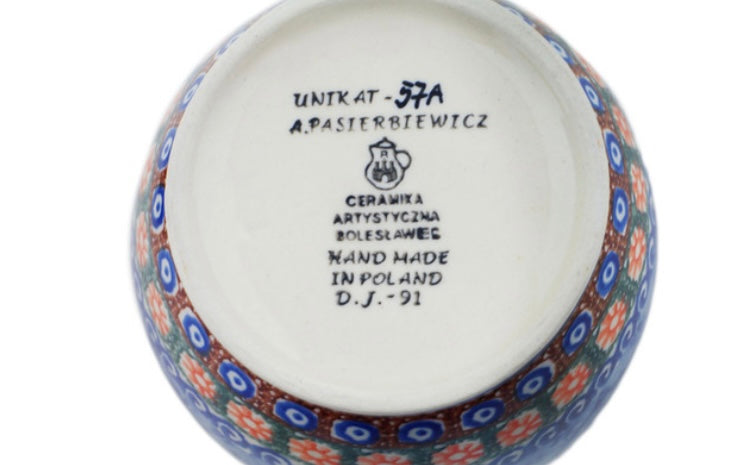 UNIKAT - 57A
A. PASIERBIEWICZ
CERAMIKA
ARTYSTYCZNA
BOLESŁAWIEC
HAND MADE
IN POLAND
D.J.-91